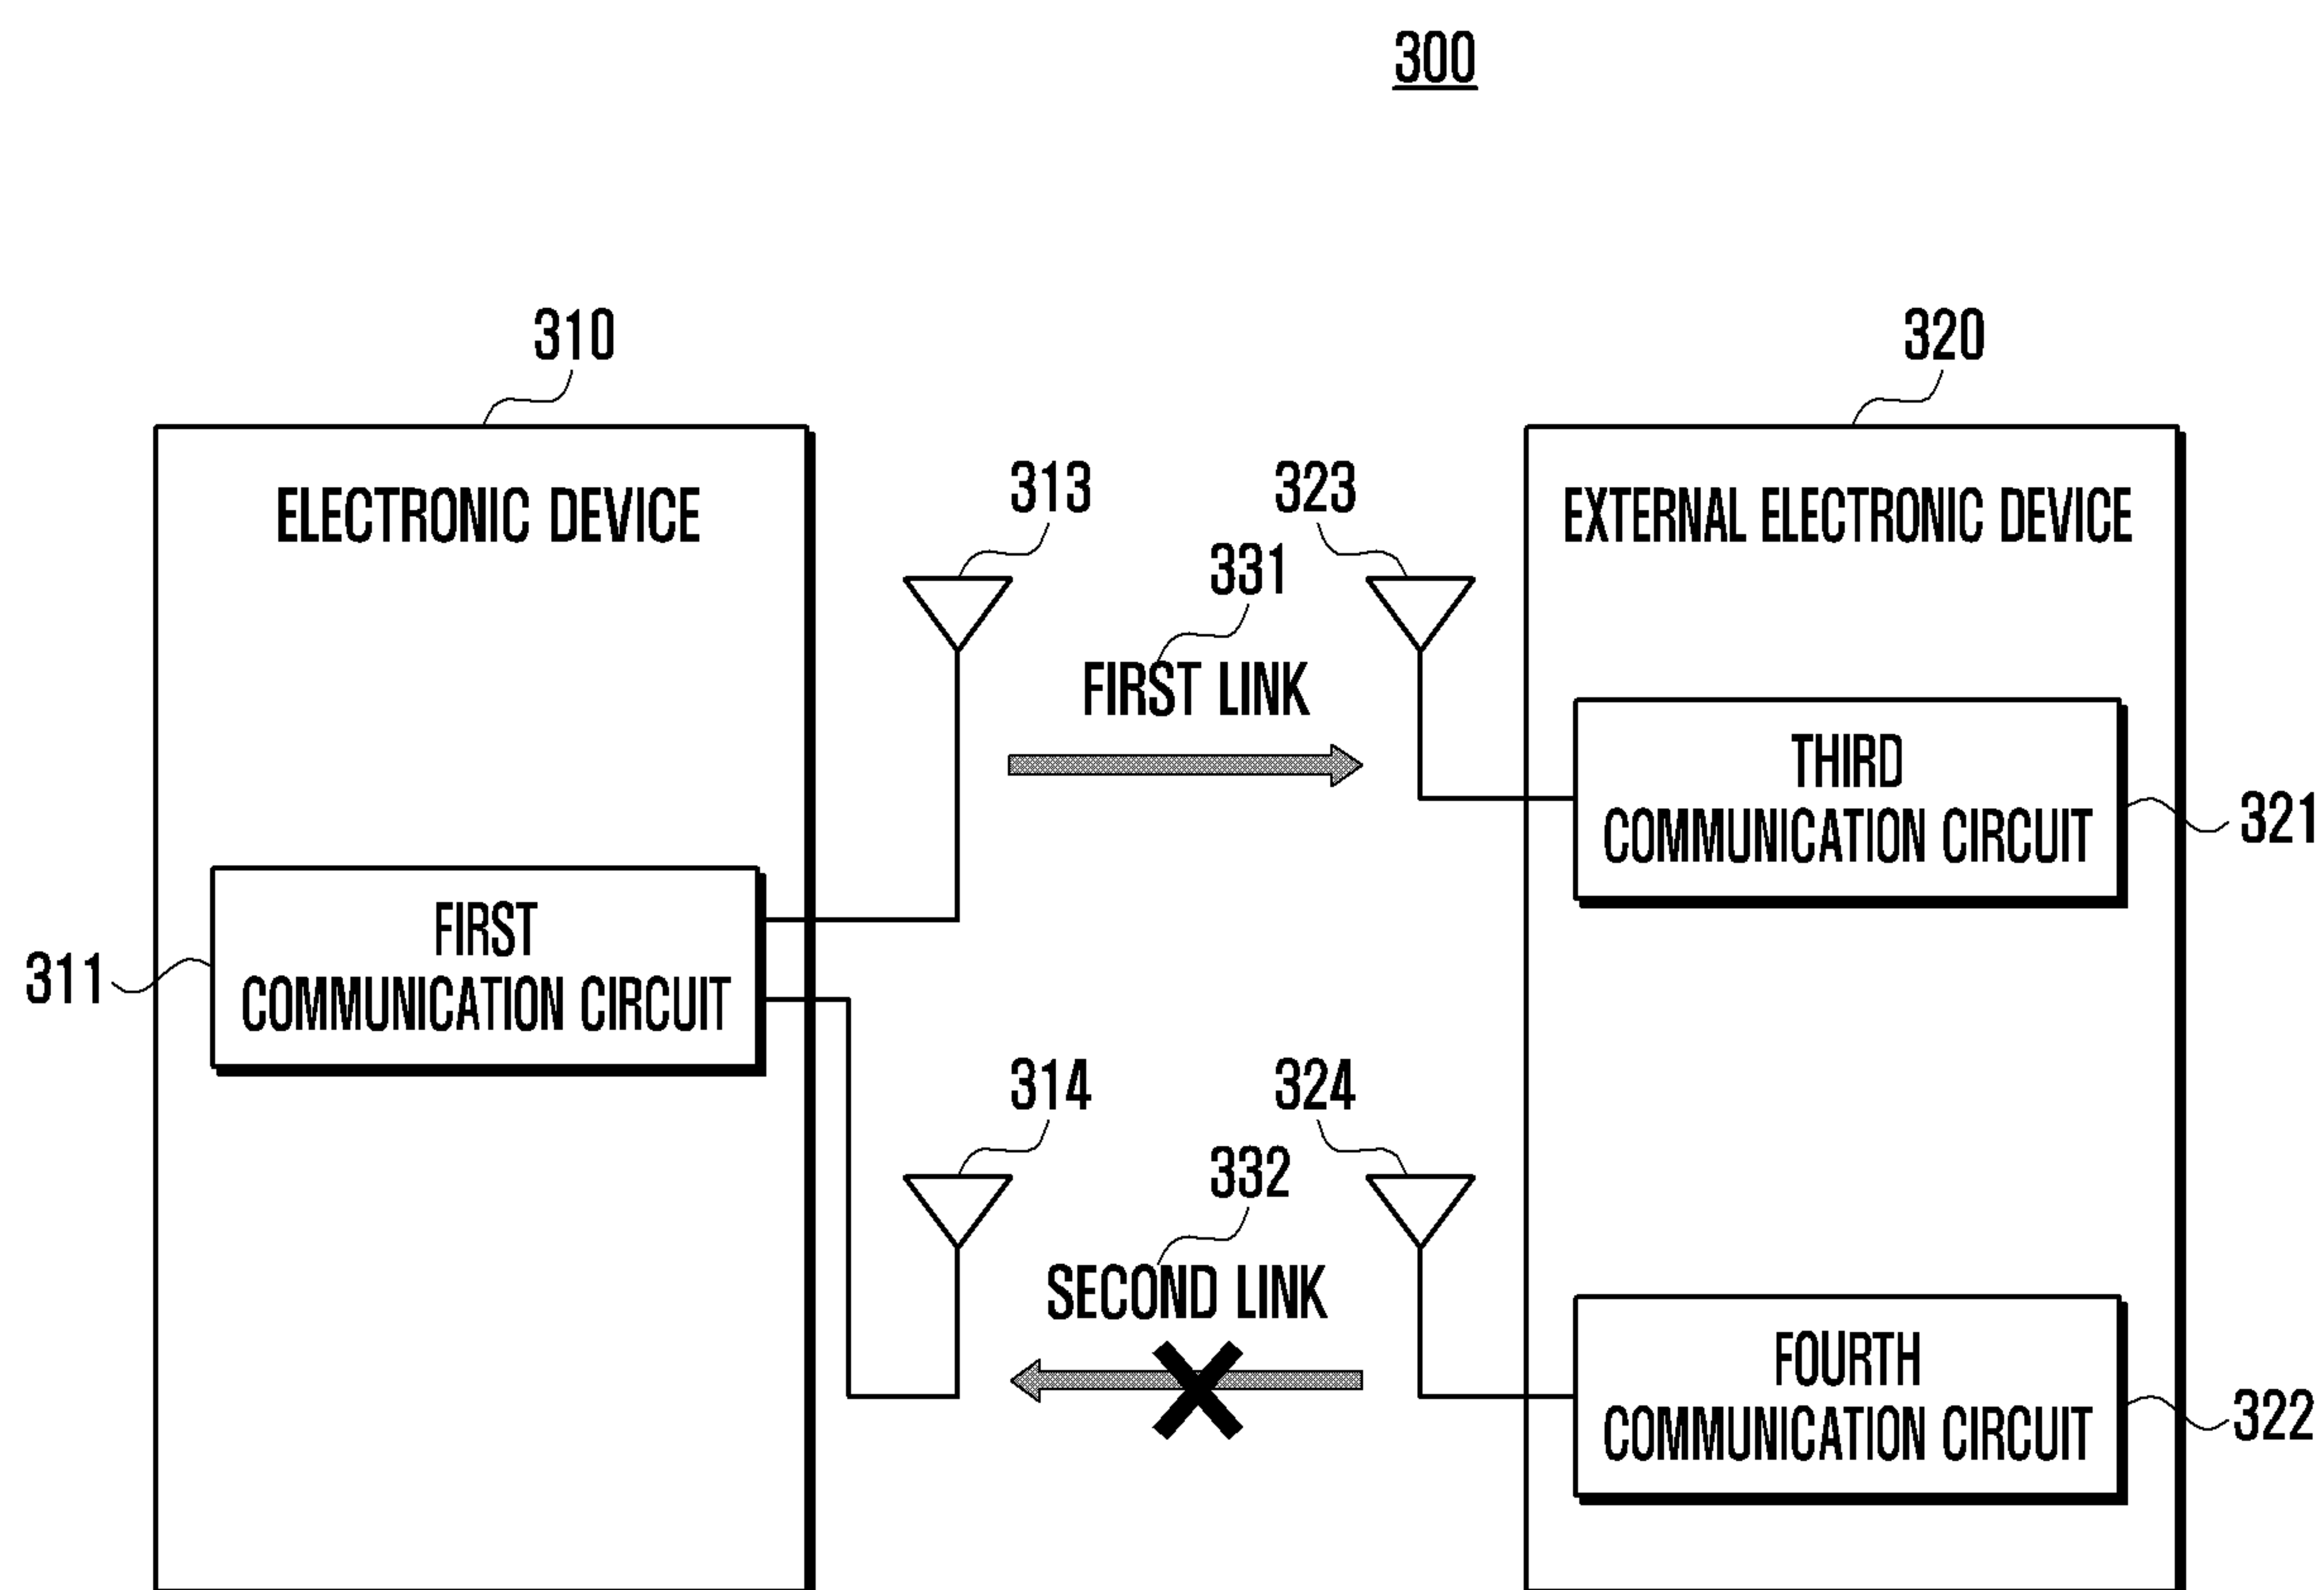 300
310
320
ELECTRONIC DEVICE
313
323
EXTERNAL ELECTRONIC DEVICE
331
FIRST LINK
THIRD
COMMUNICATION CIRCUIT
321
FIRST
COMMUNICATION CIRCUIT
311
314
324
332
SECOND LINK
FOURTH
COMMUNICATION CIRCUIT
322